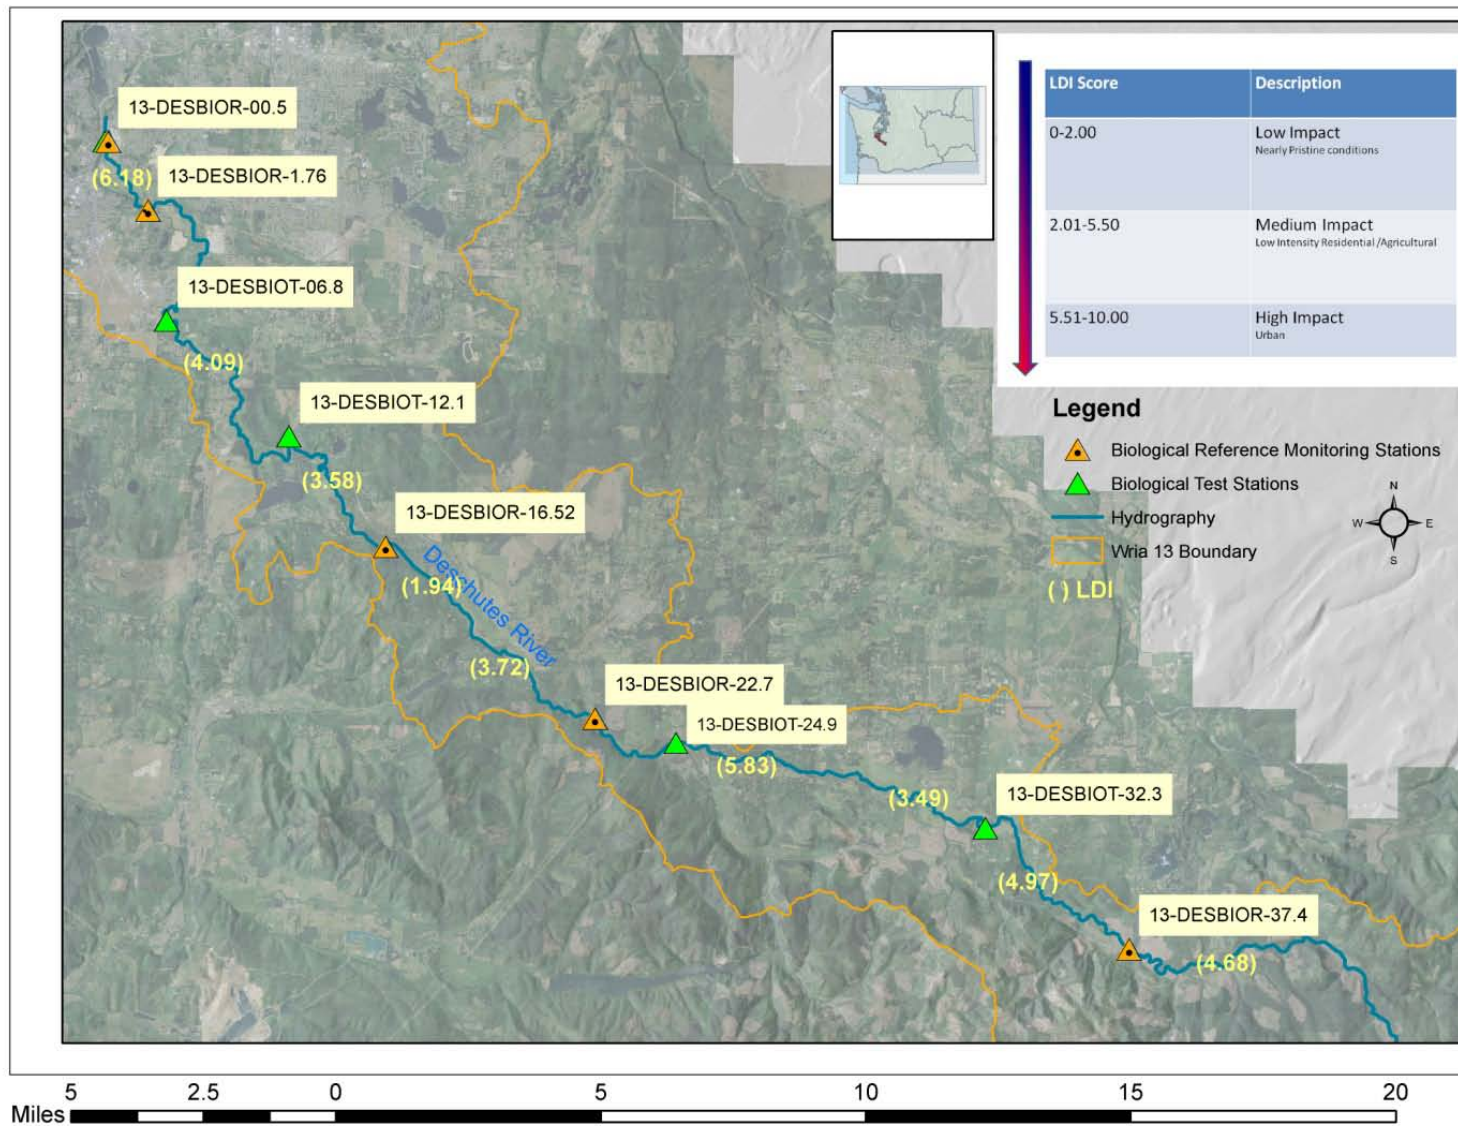 13-DESBIOR-00.5
(6.18)
13-DESBIOR-1.76
13-DESBIOT-06.8
(4.09)
13-DESBIOT-12.1
(3.58)
13-DESBIOR-16.52
Deschutes River
(1.94)
(3.72)
13-DESBIOR-22.7
13-DESBIOT-24.9
(5.83)
(3.49)
13-DESBIOT-32.3
(4.97)
13-DESBIOR-37.4
(4.68)
LDI Score Description
0-2.00 Low Impact
Nearly Pristine conditions
2.01-5.50 Medium Impact
Low Intensity Residential /Agricultural
5.51-10.00 High Impact
Urban
Legend
Biological Reference Monitoring Stations
Biological Test Stations
Hydrography
Wria 13 Boundary
( ) LDI
N
W E
S
5 2.5 0 5 10 15 20
Miles